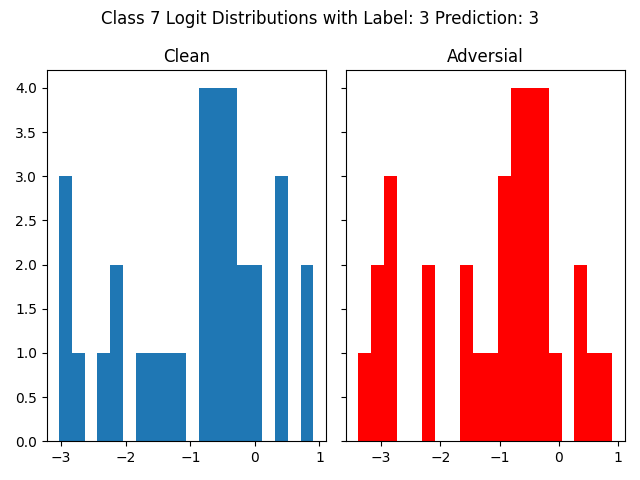 Class 7 Logit Distributions with Label: 3 Prediction: 3
Clean
Adversial
4.0
3.5
3.0
2.5
2.0
1.5
1.0
0.5
0.0
−3 −2 −1 0 1
−3 −2 −1 0 1